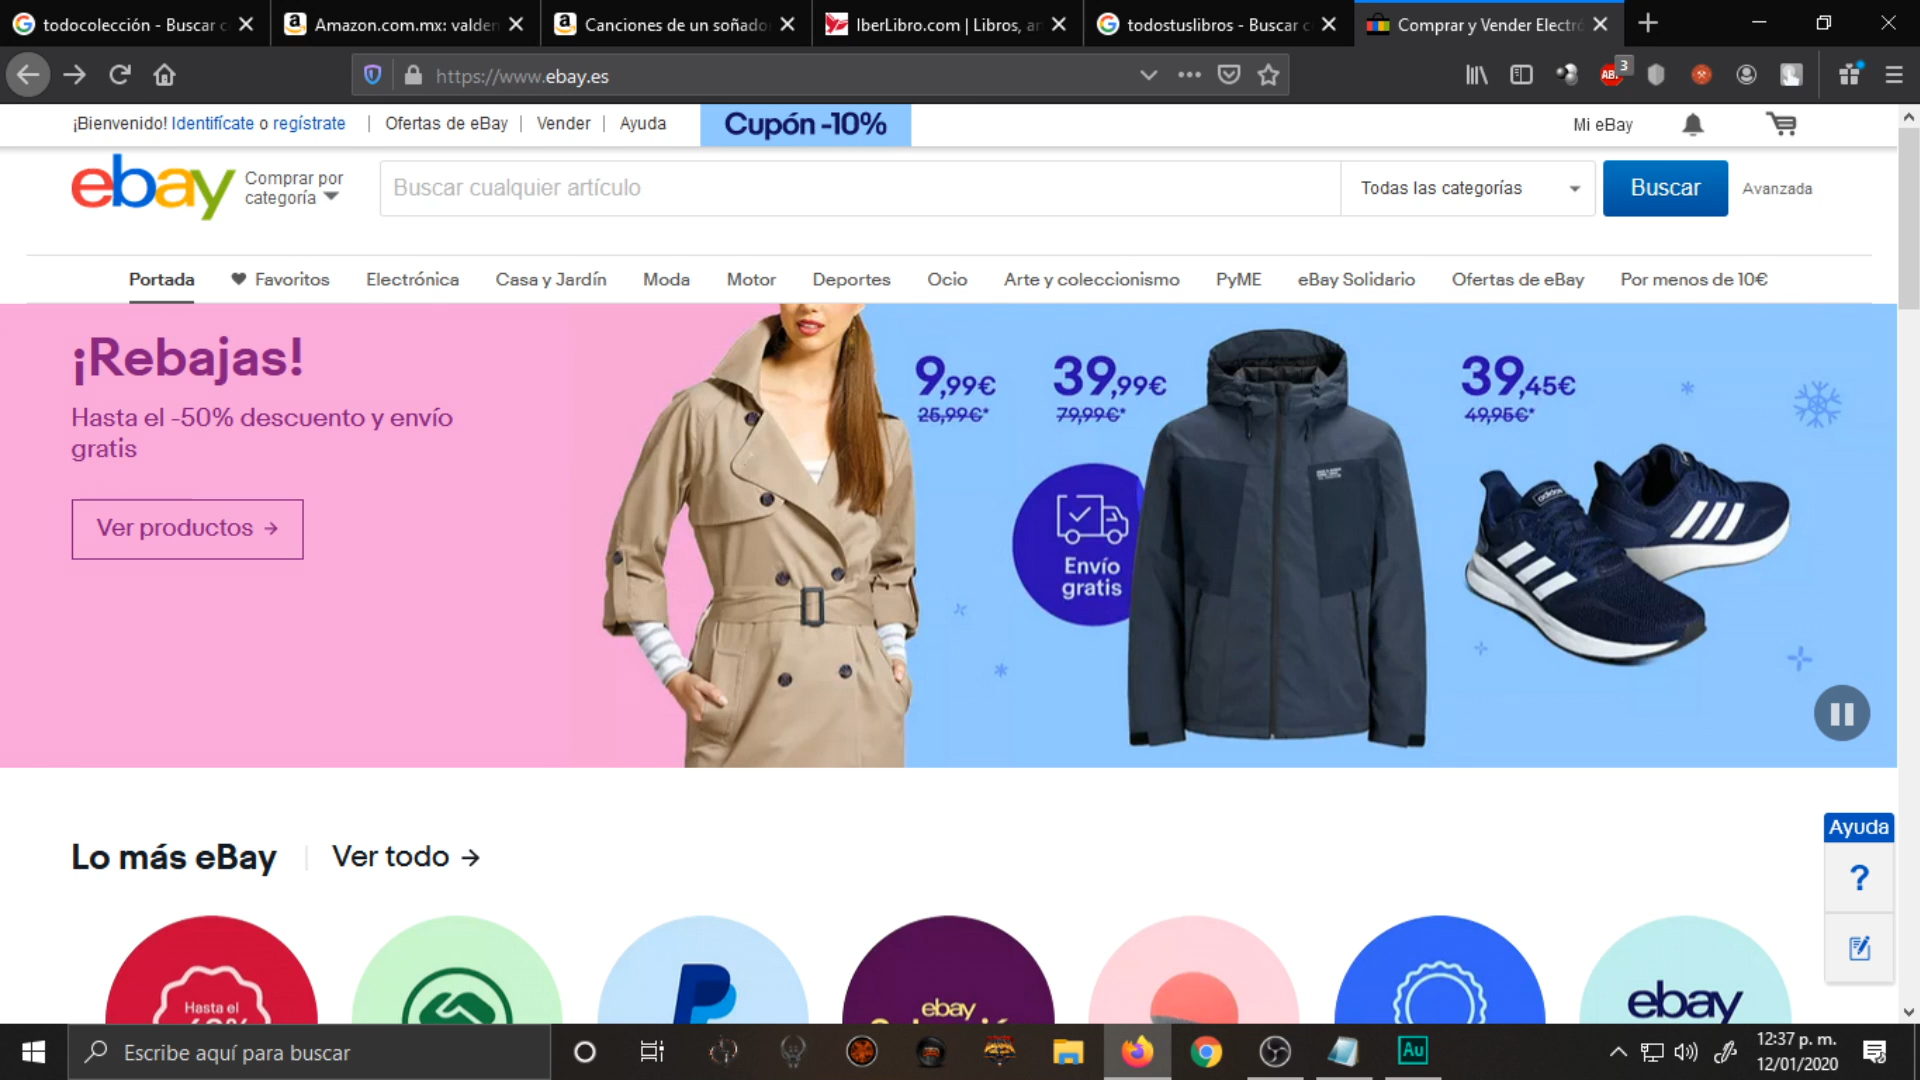 todocolección - Buscar c
Amazon.com.mx: valden
Canciones de un soñado
IberLibro.com | Libros, an
todostuslibros - Buscar c
Comprar y Vender Electró
https://www.ebay.es
ABP
3
¡Bienvenido! Identifícate o regístrate
Ofertas de eBay
Vender
Ayuda
Cupón -10%
Mi eBay
ebay
Comprar por
categoría
Buscar cualquier artículo
Todas las categorías
Buscar
Avanzada
Portada
Favoritos
Electrónica
Casa y Jardín
Moda
Motor
Deportes
Ocio
Arte y coleccionismo
PyME
eBay Solidario
Ofertas de eBay
Por menos de 10€
¡Rebajas!
Hasta el -50% descuento y envío
gratis
Ver productos →
9,99€
25,99€*
39,99€
79,99€*
39,45€
49,95€*
Envío
gratis
adidas
Lo más eBay
Ver todo →
Ayuda
?
Hasta el
ebay
ebay
Escribe aquí para buscar
Au
12:37 p. m.
12/01/2020